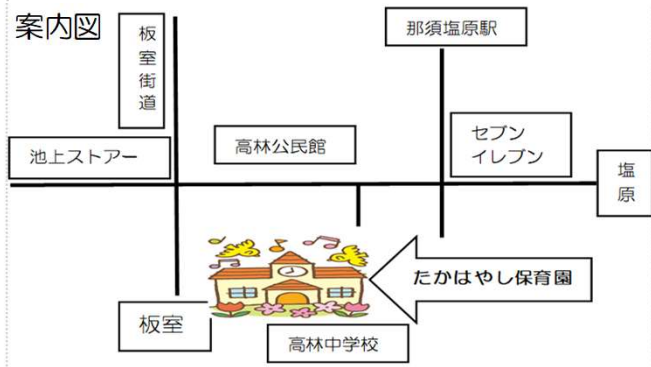 案内図
板室街道
那須塩原駅
池上ストアー
高林公民館
セブン
イレブン
塩原
たかはやし保育園
板室
高林中学校